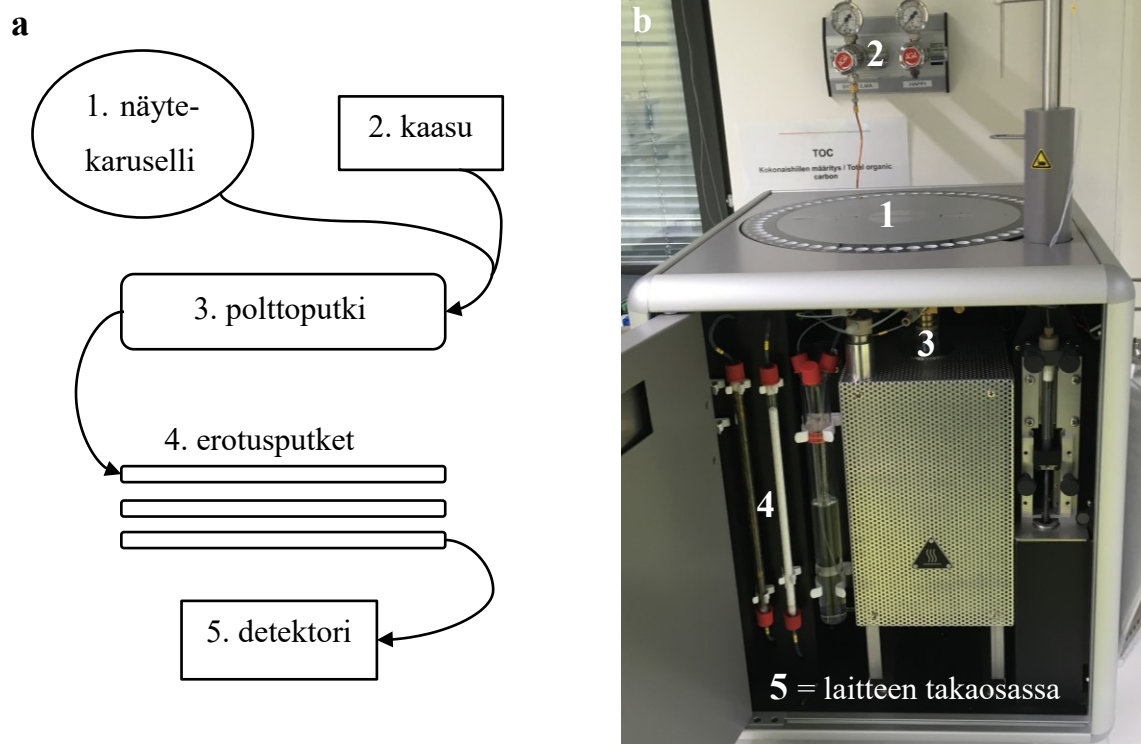 a
1. näyte-
karuselli
2. kaasu
3. polttoputki
4. erotusputket
5. detektori
b
2
TOC
Kokonaishiilen määritys / Total organic
carbon
1
3
4
5 = laitteen takaosassa